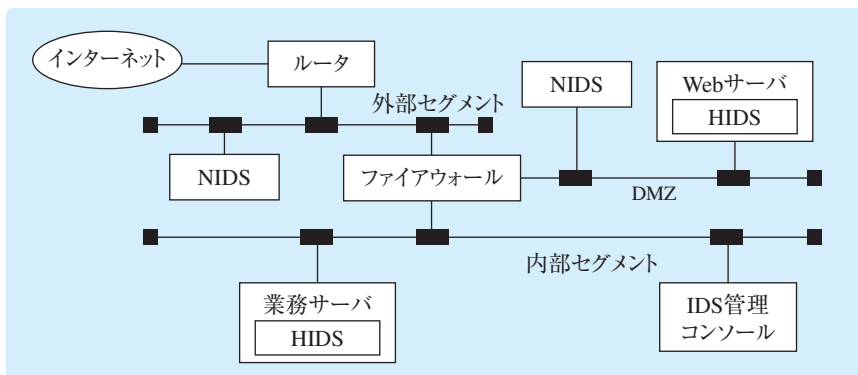 インターネット
ルータ
外部セグメント
NIDS
Webサーバ
HIDS
NIDS
ファイアウォール
DMZ
内部セグメント
業務サーバ
HIDS
IDS管理
コンソール